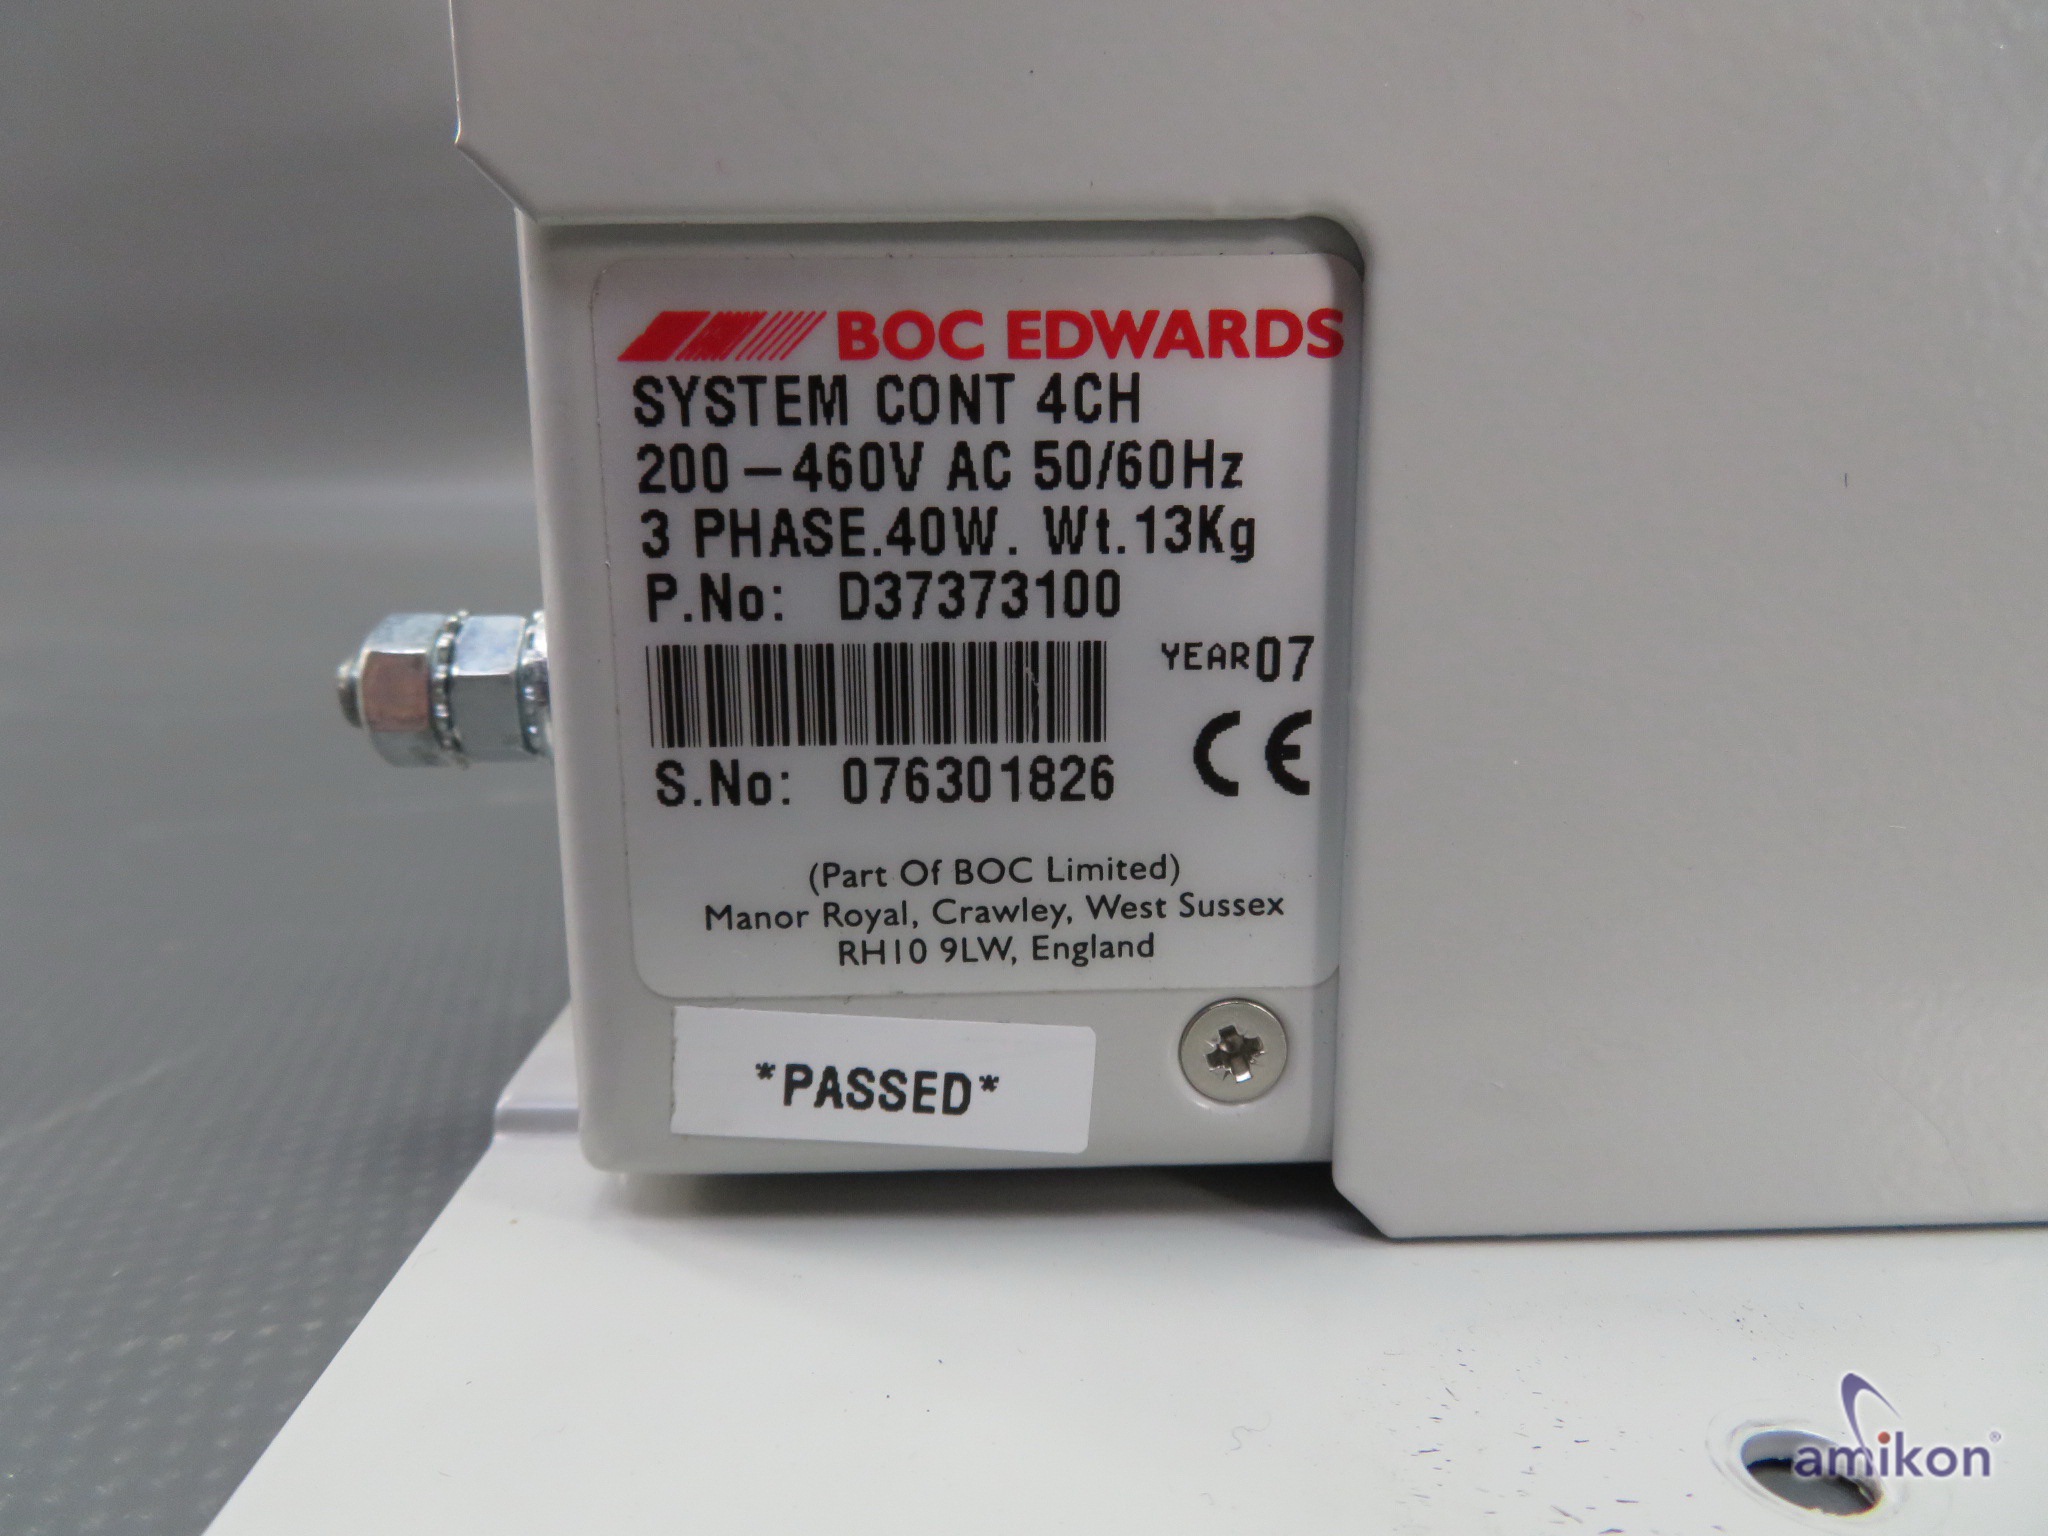 BOC EDWARDS
SYSTEM CONT 4CH
200-460V AC 50/60Hz
3 PHASE.40W. Wt.13Kg
P.No: D37373100
YEAR07
CE
S.No: 076301826
(Part Of BOC Limited)
Manor Royal, Crawley, West Sussex
RH10 9LW, England
*PASSED*
amikon®